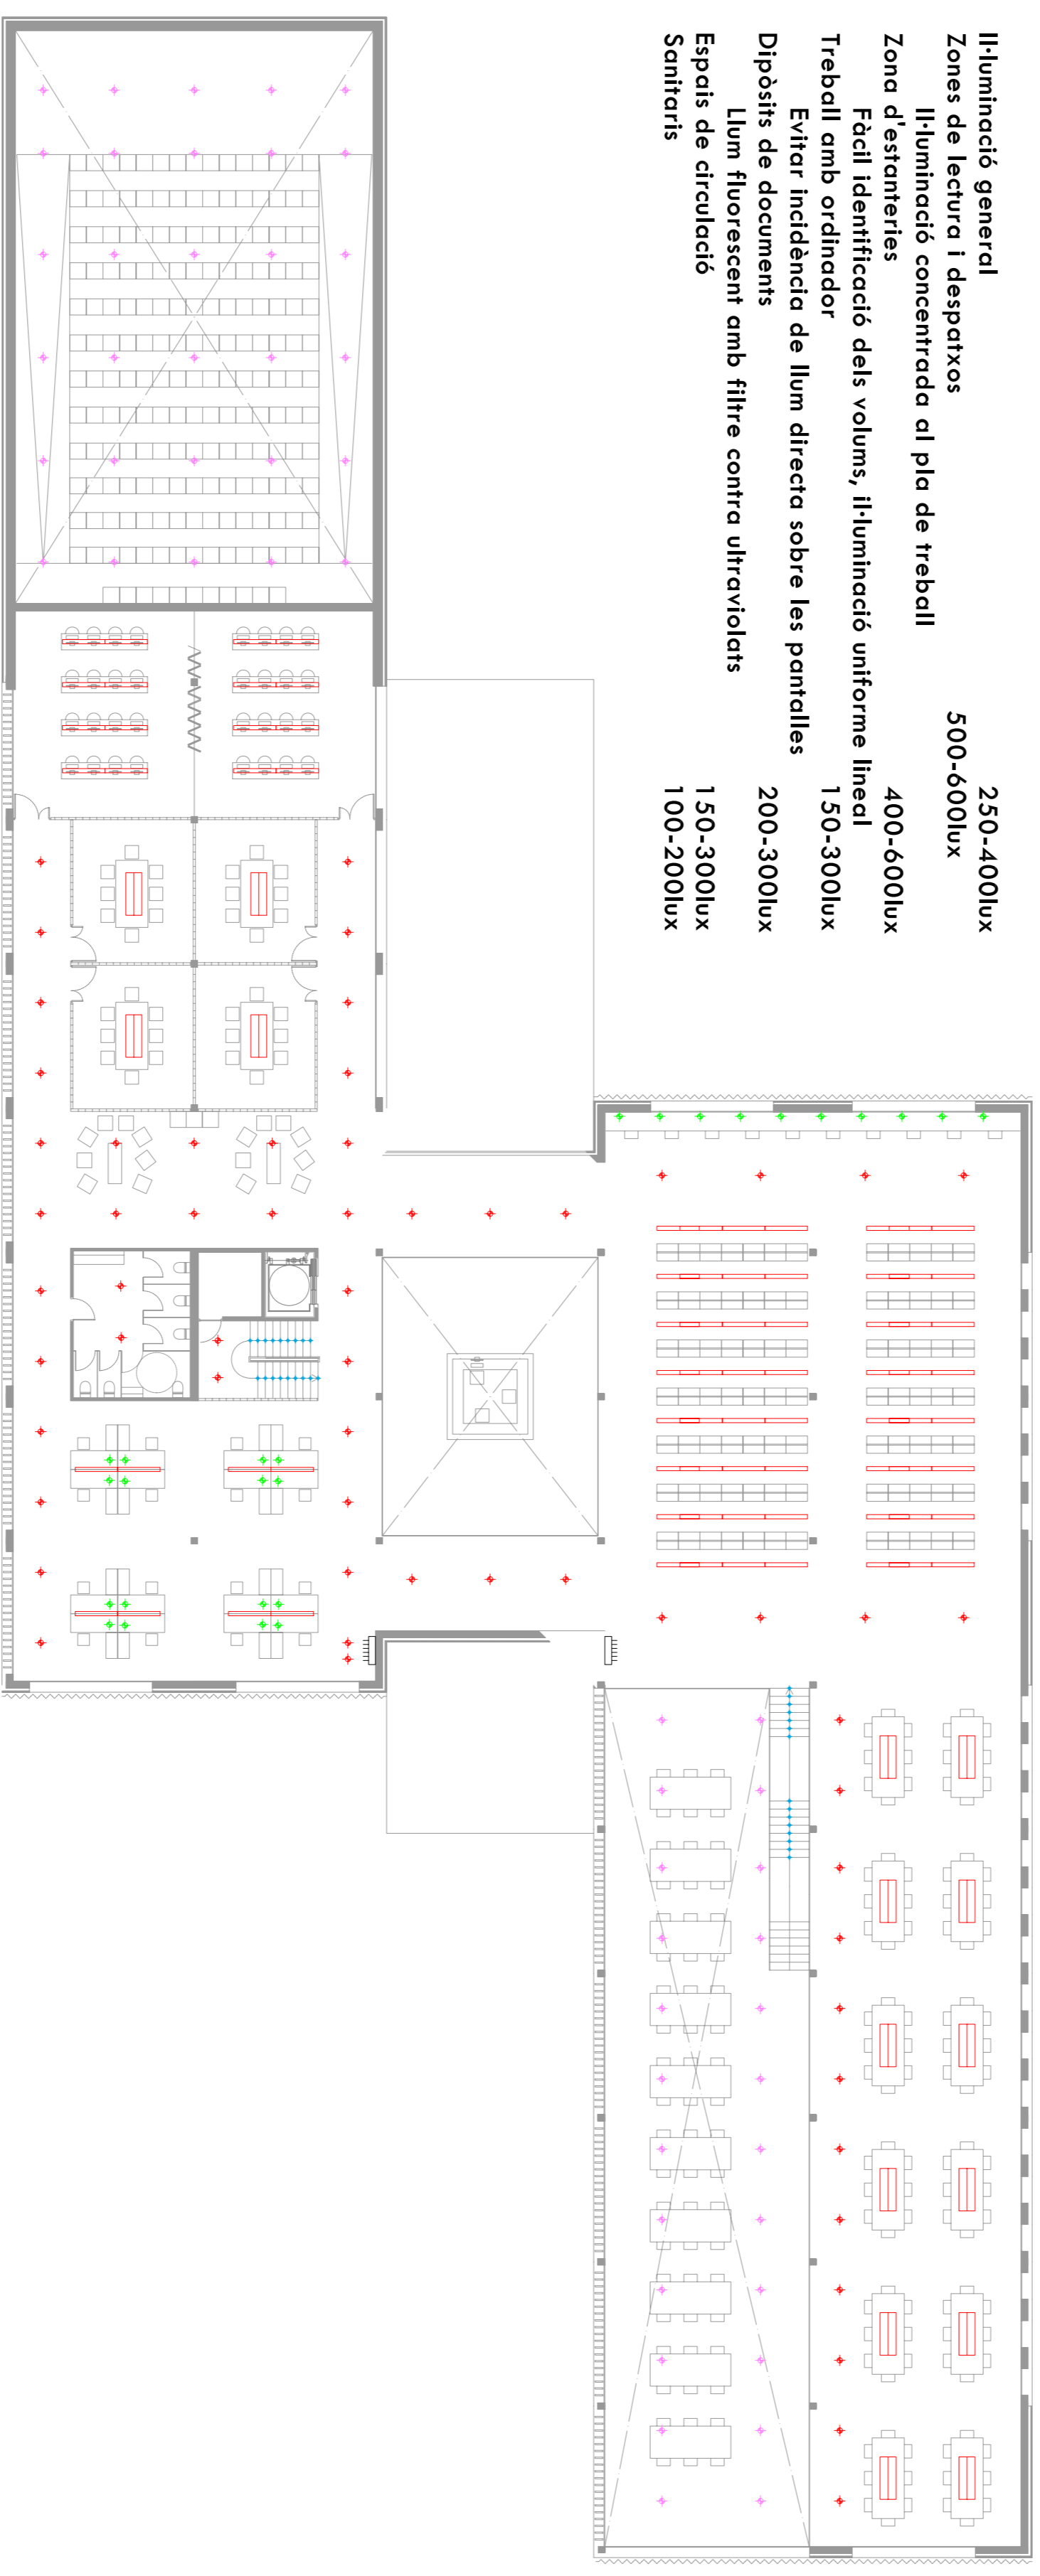 Il·luminació general 250-400lux
Zones de lectura i despatxos 500-600lux
Il·luminació concentrada al pla de treball
Zona d'estanteries 400-600lux
Fàcil identificació dels volums, il·luminació uniforme lineal
Treball amb ordinador 150-300lux
Evitar incidència de llum directa sobre les pantalles
Dipòsits de documents 200-300lux
Llum fluorescent amb filtre contra ultraviolats
Espais de circulació 150-300lux
Sanitaris 100-200lux